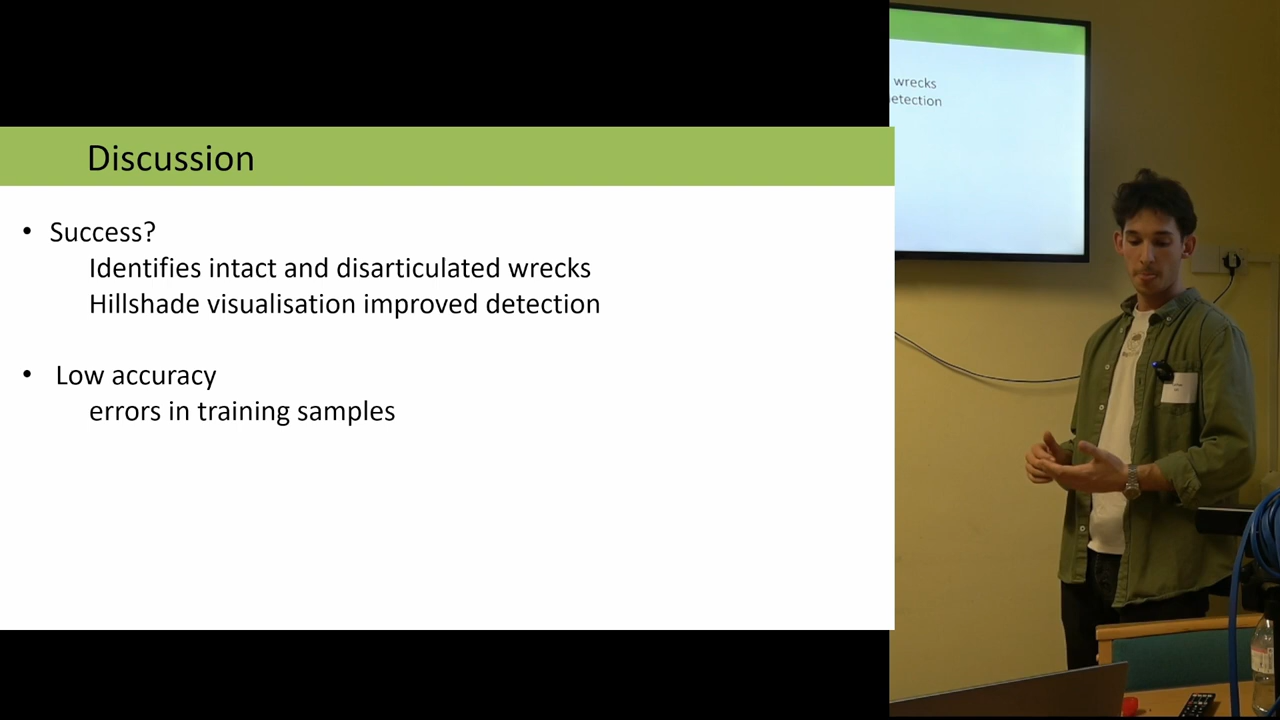 Discussion
• Success?
Identifies intact and disarticulated wrecks
Hillshade visualisation improved detection
• Low accuracy
errors in training samples
wrecks
etection